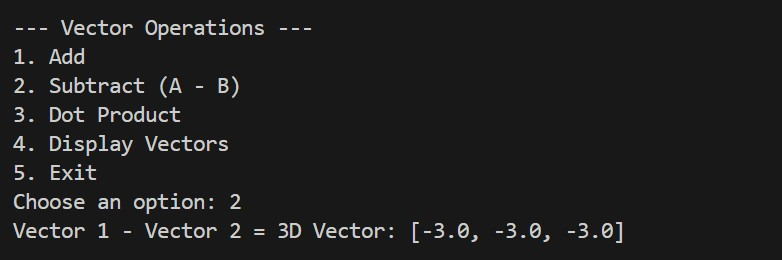 --- Vector Operations ---
1. Add
2. Subtract (A - B)
3. Dot Product
4. Display Vectors
5. Exit
Choose an option: 2
Vector 1 - Vector 2 = 3D Vector: [-3.0, -3.0, -3.0]